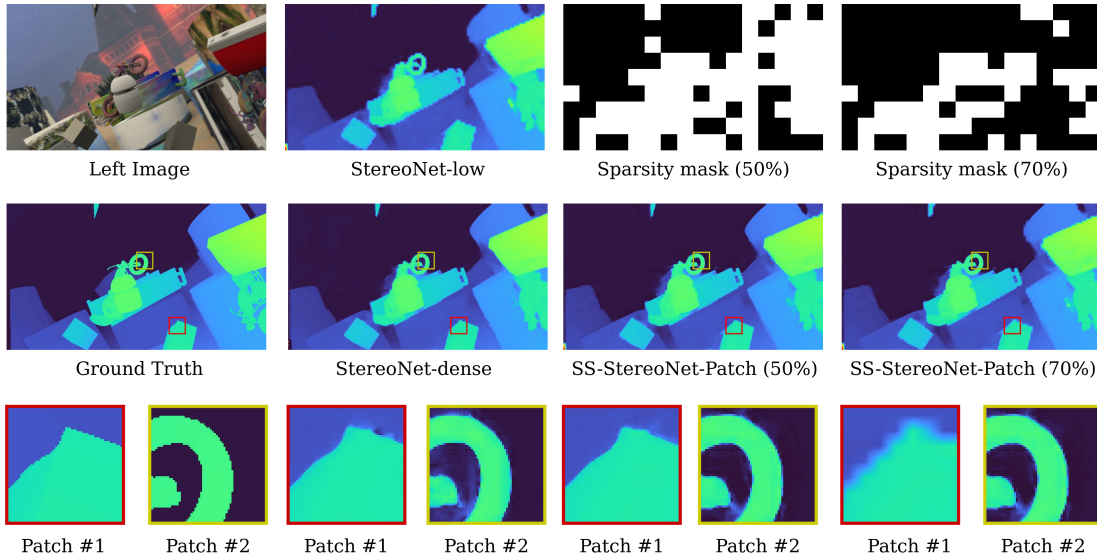 Left Image
StereoNet-low
Sparsity mask (50%)
Sparsity mask (70%)
Ground Truth
StereoNet-dense
SS-StereoNet-Patch (50%)
SS-StereoNet-Patch (70%)
Patch #1
Patch #2
Patch #1
Patch #2
Patch #1
Patch #2
Patch #1
Patch #2